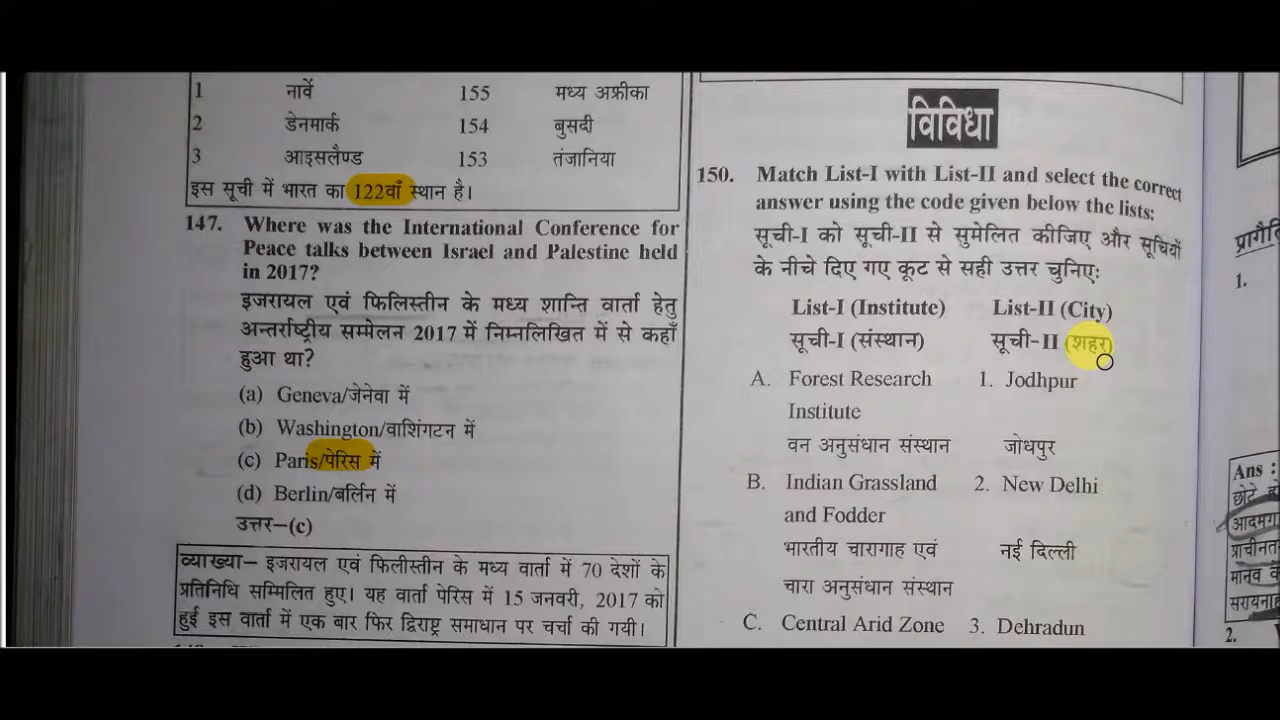 1 नार्वे 155 मध्य अफ्रीका
2 डेनमार्क 154 बुसदी
3 आइसलैण्ड 153 तंजानिया
इस सूची में भारत का 122वाँ स्थान है।
147. Where was the International Conference for
Peace talks between Israel and Palestine held
in 2017?
इजरायल एवं फिलिस्तीन के मध्य शान्ति वार्ता हेतु
अन्तर्राष्ट्रीय सम्मेलन 2017 में निम्नलिखित में से कहाँ
हुआ था?
(a) Geneva/जेनेवा में
(b) Washington/वाशिंगटन में
(c) Paris/पेरिस में
(d) Berlin/बर्लिन में
उत्तर–(c)
व्याख्या– इजरायल एवं फिलीस्तीन के मध्य वार्ता में 70 देशों के
प्रतिनिधि सम्मिलित हुए। यह वार्ता पेरिस में 15 जनवरी, 2017 को
हुई इस वार्ता में एक बार फिर द्विराष्ट्र समाधान पर चर्चा की गयी।
विविधा
150. Match List-I with List-II and select the correct
answer using the code given below the lists:
सूची-I को सूची-II से सुमेलित कीजिए और सूचियों
के नीचे दिए गए कूट से सही उत्तर चुनिए:
List-I (Institute) List-II (City)
सूची-I (संस्थान) सूची-II (शहर)
A. Forest Research 1. Jodhpur
Institute
वन अनुसंधान संस्थान जोधपुर
B. Indian Grassland 2. New Delhi
and Fodder
भारतीय चारागाह एवं नई दिल्ली
चारा अनुसंधान संस्थान
C. Central Arid Zone 3. Dehradun
1.
Ans :
2.